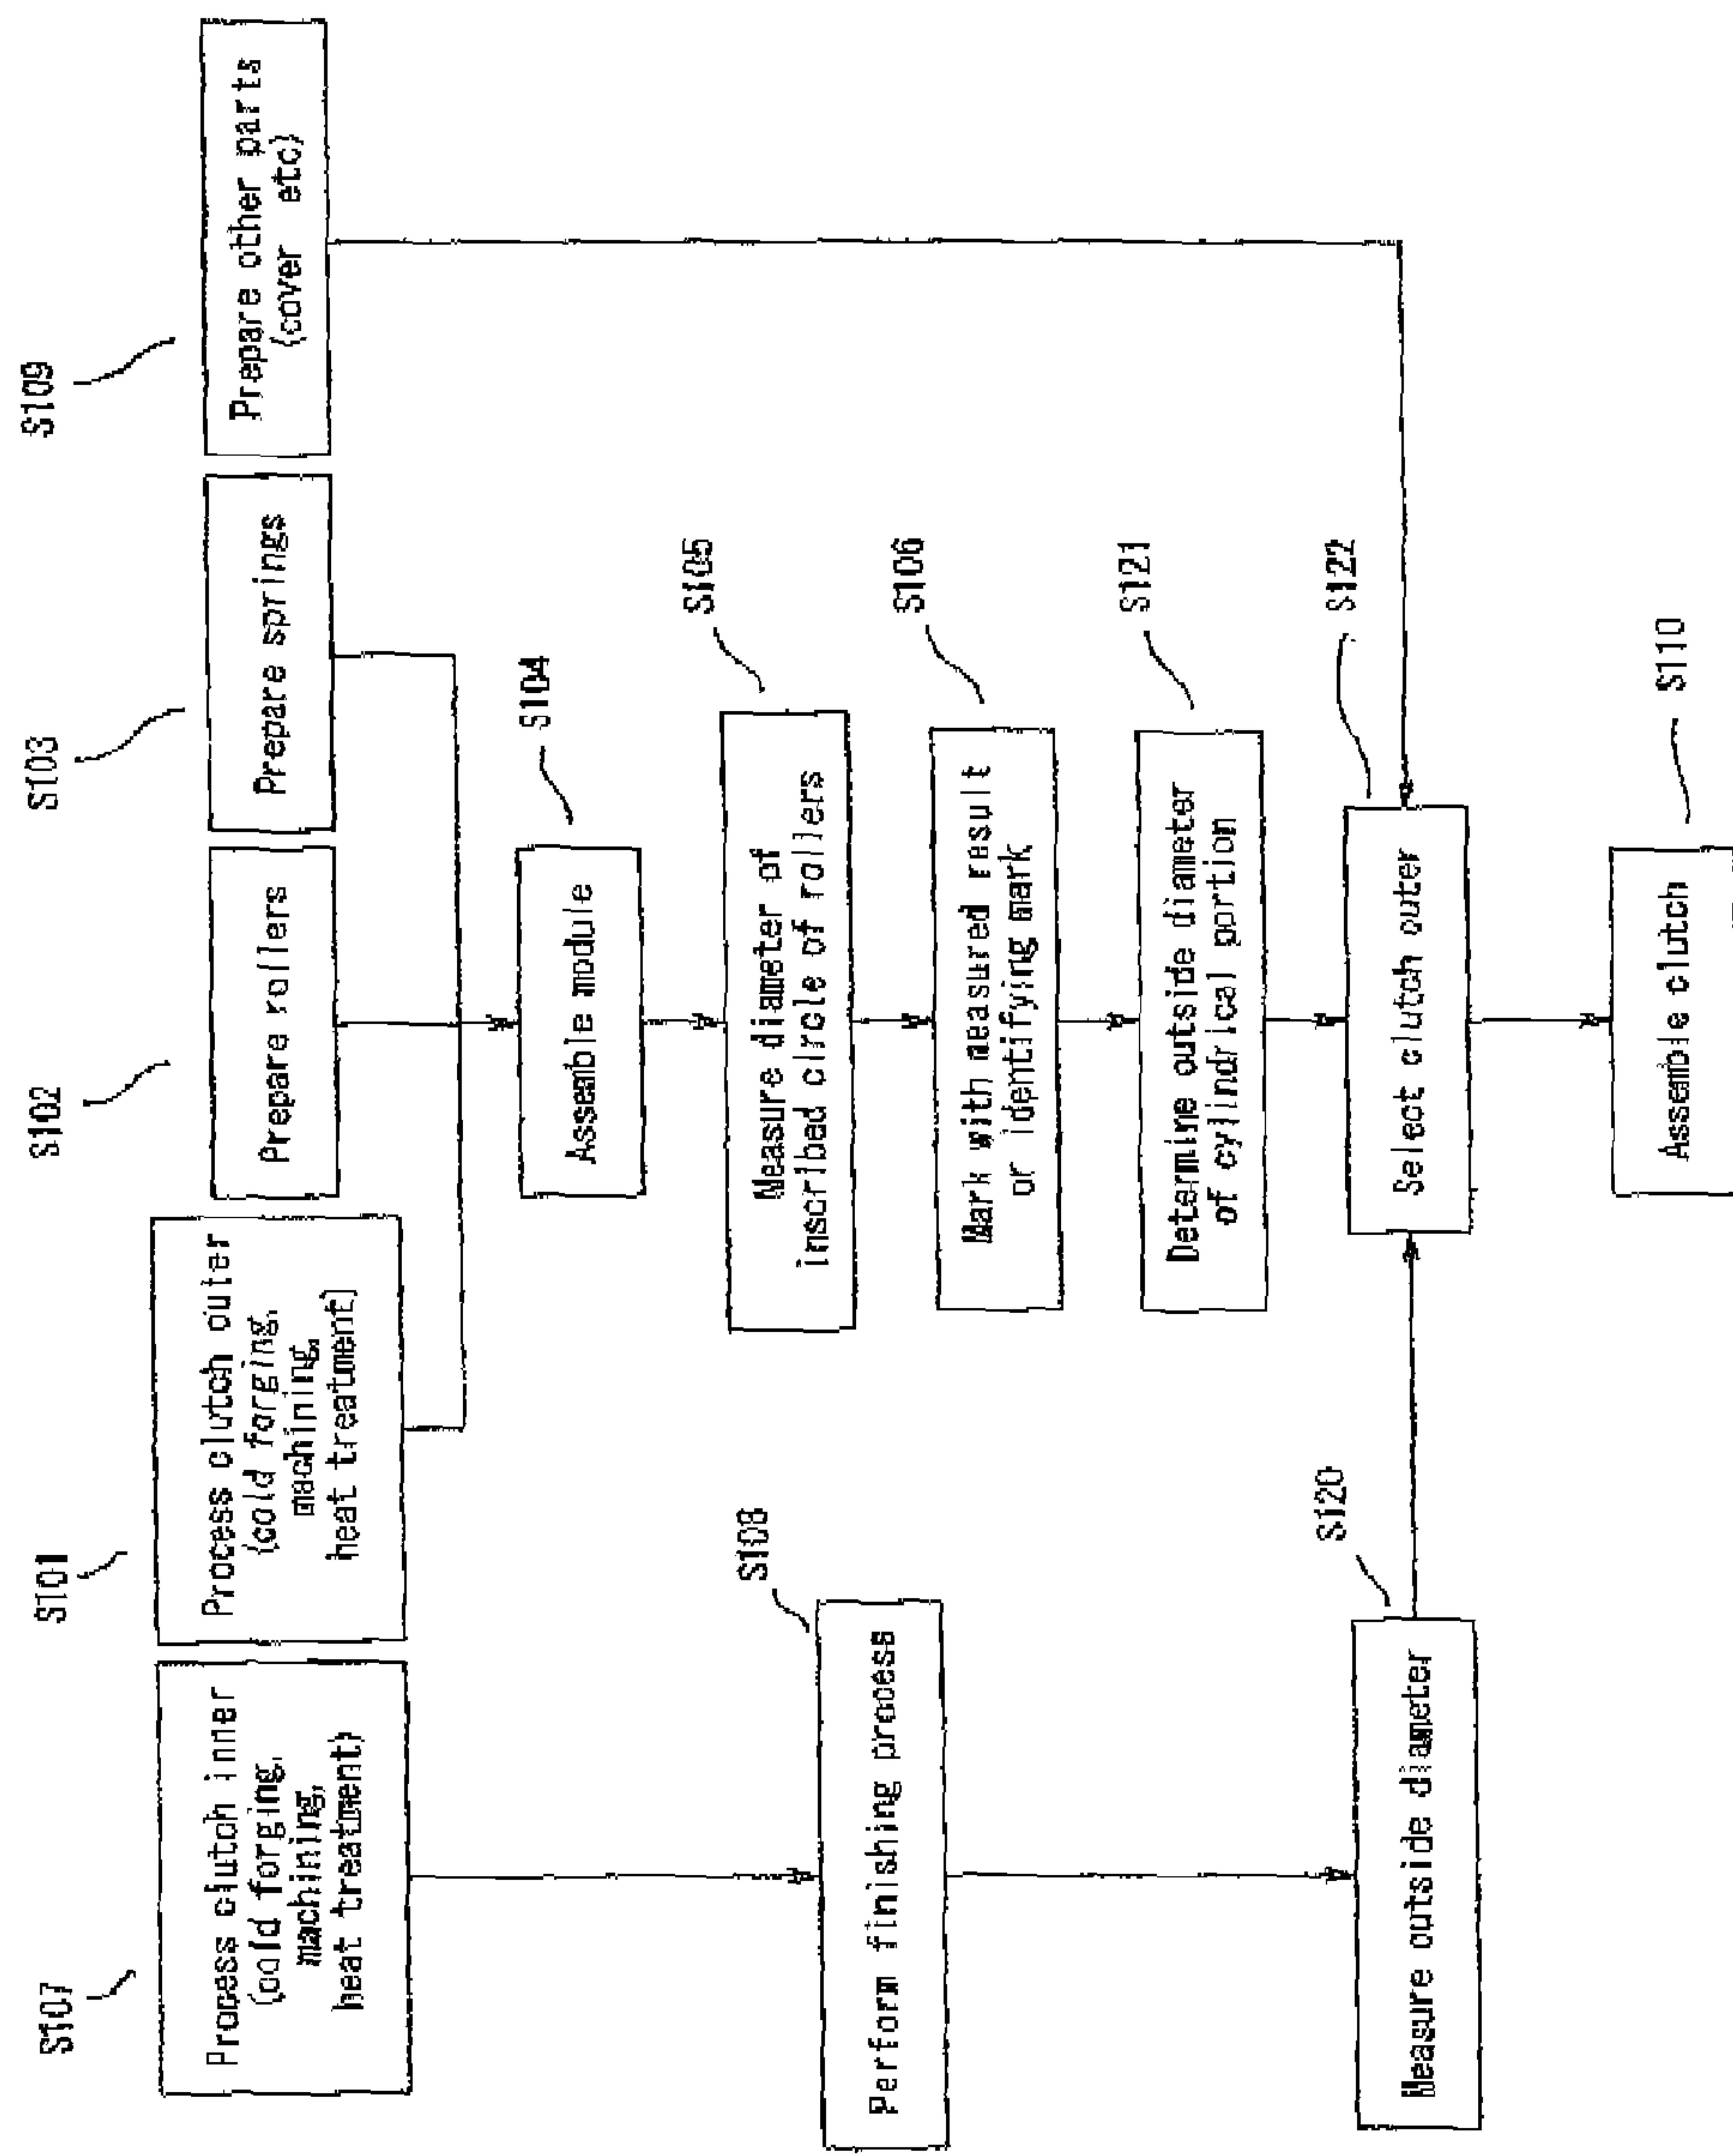 S107
Process clutch inner
(cold forging,
machining,
heat treatment)
S101
Process clutch outer
(cold forging,
machining,
heat treatment)
S102
Prepare rollers
S103
Prepare springs
S109
Prepare other parts
(cover etc)
S104
Assemble module
S108
Perform finishing process
S105
Measure diameter of
inscribed circle of rollers
S106
Mark with measured result
or identifying mark
S121
Determine outside diameter
of cylindrical portion
S120
Measure outside diameter
S122
Select clutch outer
S110
Assemble clutch